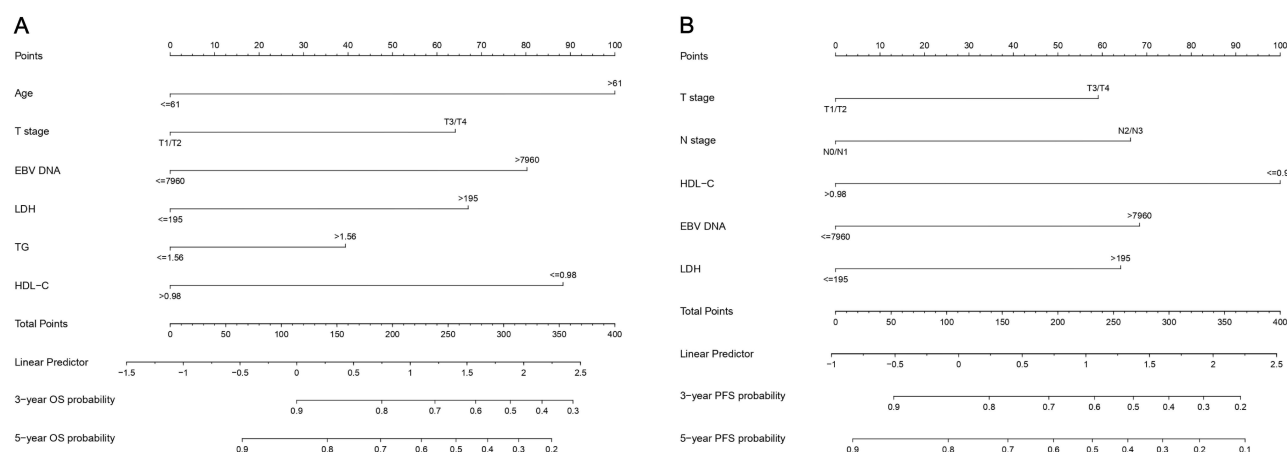 A
Points 0 10 20 30 40 50 60 70 80 90 100
>61
Age
<=61
T3/T4
T stage
T1/T2
>7960
EBV DNA
<=7960
>195
LDH
<=195
>1.56
TG
<=1.56
<=0.98
HDL−C
>0.98
Total Points
0 50 100 150 200 250 300 350 400
Linear Predictor
−1.5 −1 −0.5 0 0.5 1 1.5 2 2.5
3−year OS probability
0.9 0.8 0.7 0.6 0.5 0.4 0.3
5−year OS probability
0.9 0.8 0.7 0.6 0.5 0.4 0.3 0.2
B
Points 0 10 20 30 40 50 60 70 80 90 100
T3/T4
T stage
T1/T2
N2/N3
N stage
N0/N1
<=0.9
HDL−C
>0.98
>7960
EBV DNA
<=7960
>195
LDH
<=195
Total Points
0 50 100 150 200 250 300 350 400
Linear Predictor
−1 −0.5 0 0.5 1 1.5 2 2.5
3−year PFS probability
0.9 0.8 0.7 0.6 0.5 0.4 0.3 0.2
5−year PFS probability
0.9 0.8 0.7 0.6 0.5 0.4 0.3 0.2 0.1